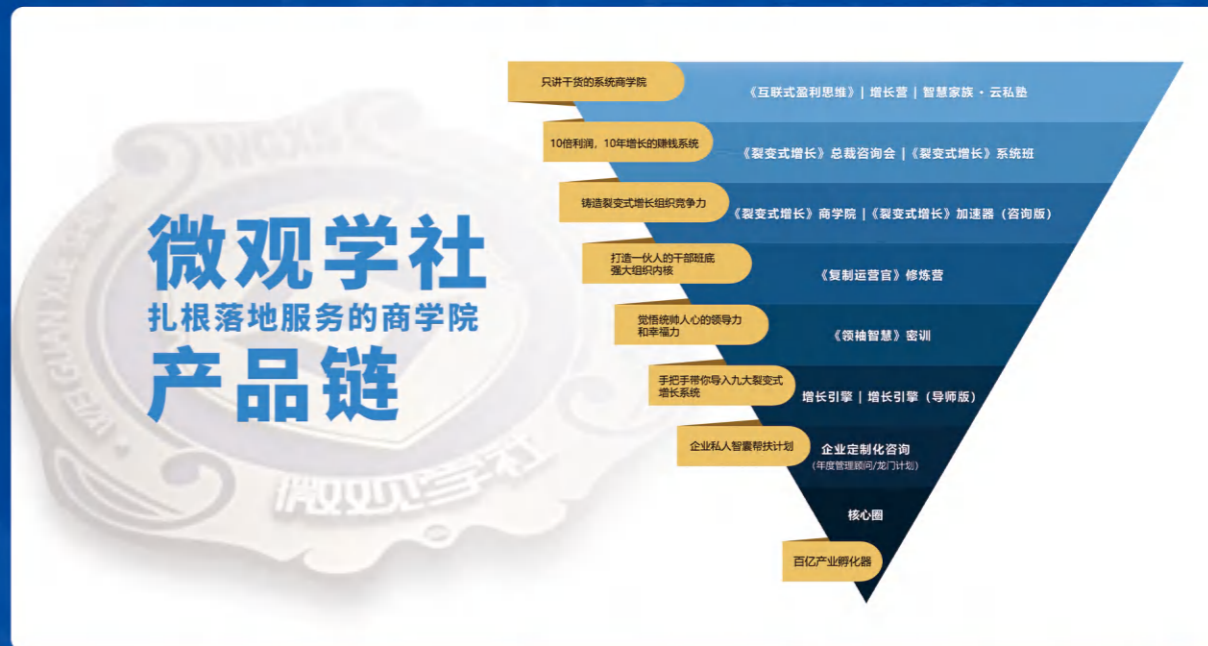 微观学社
扎根落地服务的商学院
产品链
只讲干货的系统商学院
《互联式盈利思维》| 增长营 | 智慧家族·云私塾
10倍利润,10年增长的赚钱系统
《裂变式增长》总裁咨询会 |《裂变式增长》系统班
铸造裂变式增长组织竞争力
《裂变式增长》商学院 |《裂变式增长》加速器(咨询版)
打造一伙人的干部班底
强大组织内核
《复制运营官》修炼营
觉悟统帅人心的领导力
和幸福力
《领袖智慧》密训
手把手带你导入九大裂变式
增长系统
增长引擎 | 增长引擎(导师版)
企业私人智囊帮扶计划
企业定制化咨询
(年度管理顾问/龙门计划)
核心圈
百亿产业孵化器
WGXS
WEI GUAN XUE SHE
微观学社